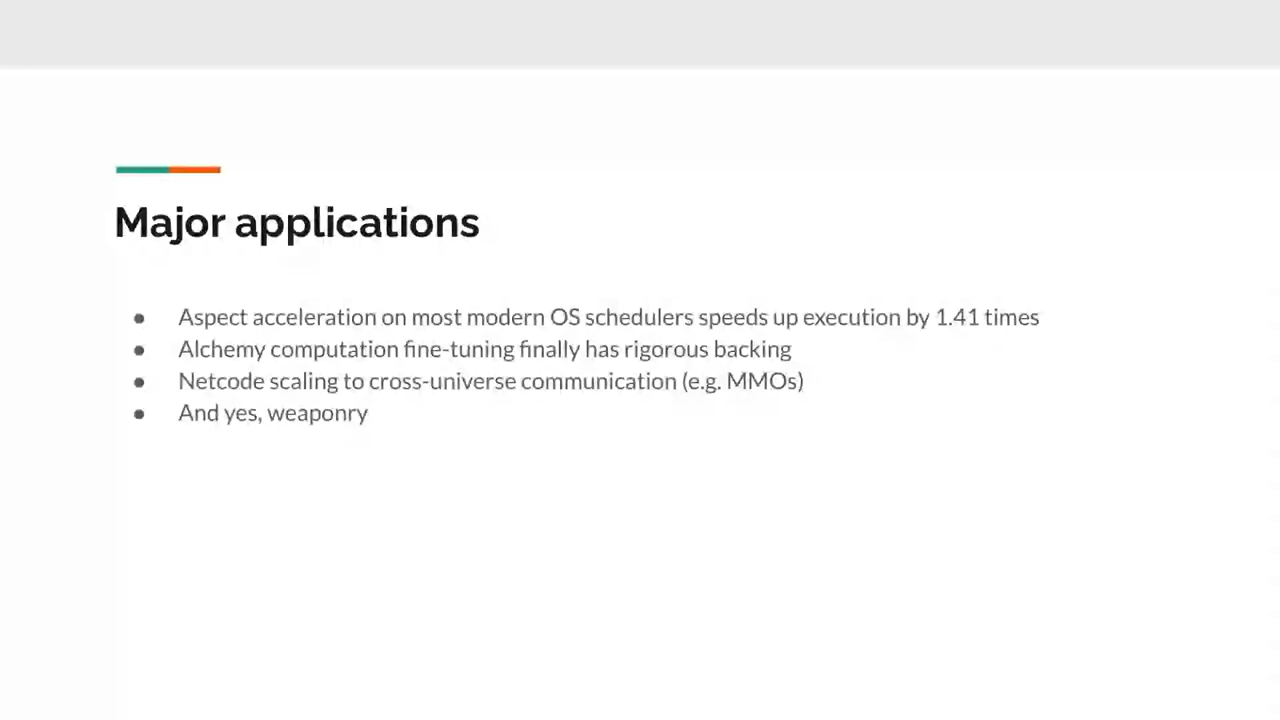 Major applications
● Aspect acceleration on most modern OS schedulers speeds up execution by 1.41 times
● Alchemy computation fine-tuning finally has rigorous backing
● Netcode scaling to cross-universe communication (e.g. MMOs)
● And yes, weaponry